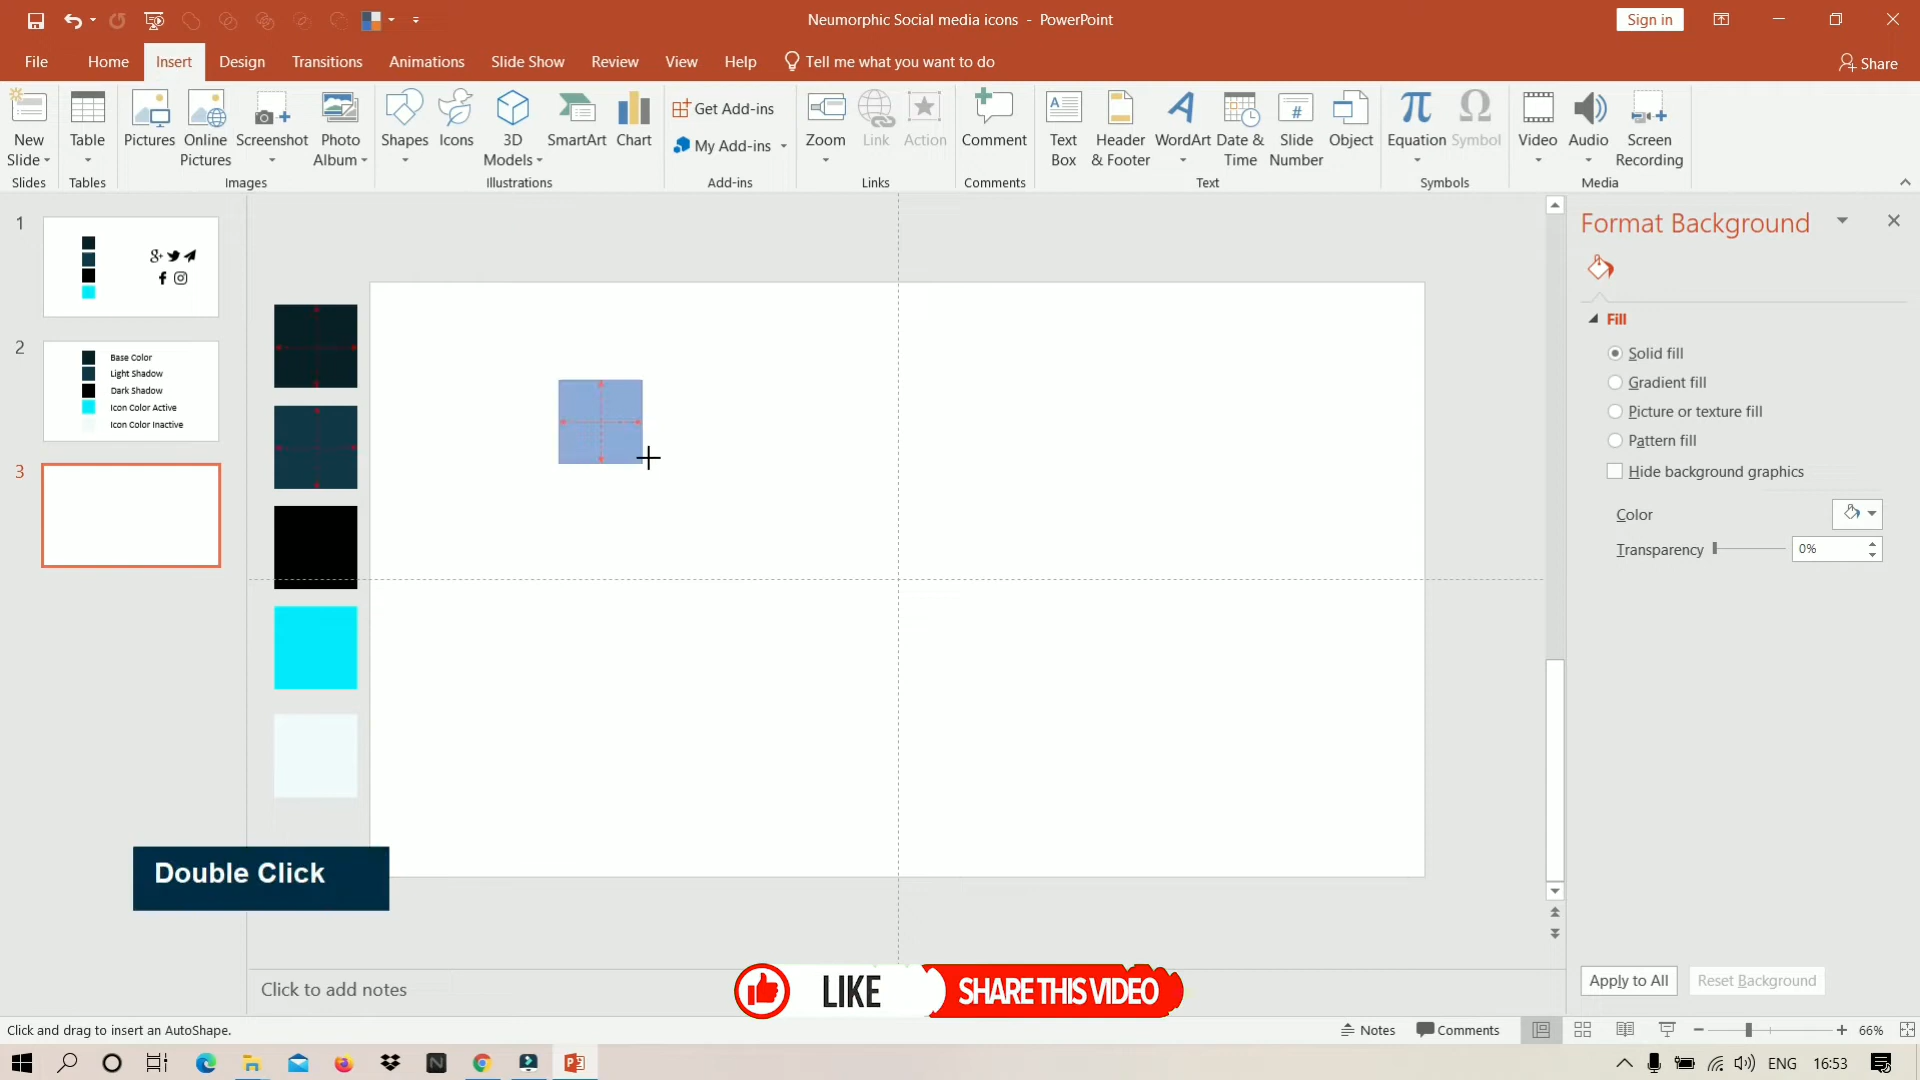 Neumorphic Social media icons - PowerPoint
Sign in
File Home Insert Design Transitions Animations Slide Show Review View Help Tell me what you want to do
Share
New Slide
Table
Pictures
Online Pictures
Screenshot
Photo Album
Shapes
Icons
3D Models
SmartArt
Chart
Get Add-ins
My Add-ins
Zoom
Link
Action
Comment
Text Box
Header & Footer
WordArt
Date & Time
Slide Number
Object
Equation
Symbol
Video
Audio
Screen Recording
Slides Tables Images Illustrations Add-ins Links Comments Text Symbols Media
1
2
Base Color
Light Shadow
Dark Shadow
Icon Color Active
Icon Color Inactive
3
Format Background
Fill
Solid fill
Gradient fill
Picture or texture fill
Pattern fill
Hide background graphics
Color
Transparency 0%
Apply to All Reset Background
Double Click
Click to add notes
LIKE SHARE THIS VIDEO
Click and drag to insert an AutoShape.
Notes Comments 66%
ENG 16:53